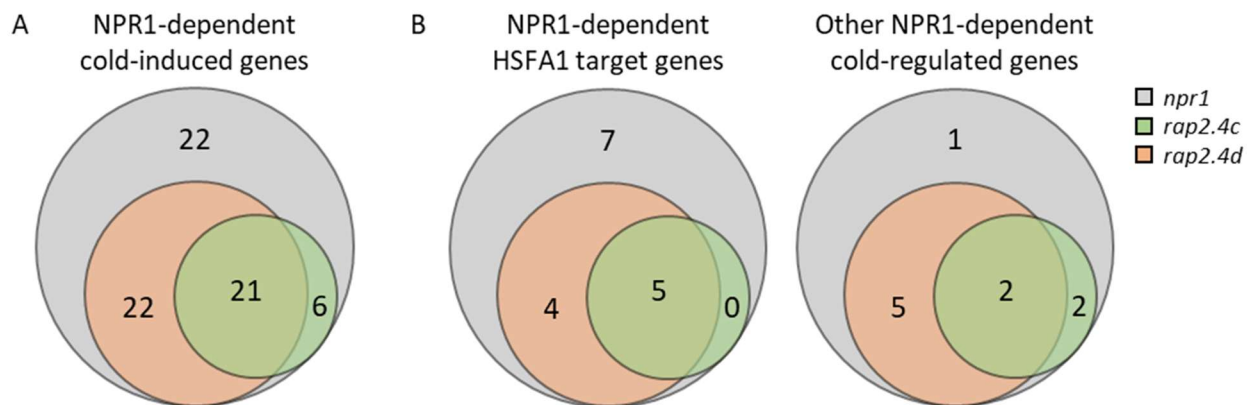 A
NPR1-dependent
cold-induced genes
22
22
21
6
B
NPR1-dependent
HSFA1 target genes
7
4
5
0
Other NPR1-dependent
cold-regulated genes
1
5
2
2
npr1
rap2.4c
rap2.4d